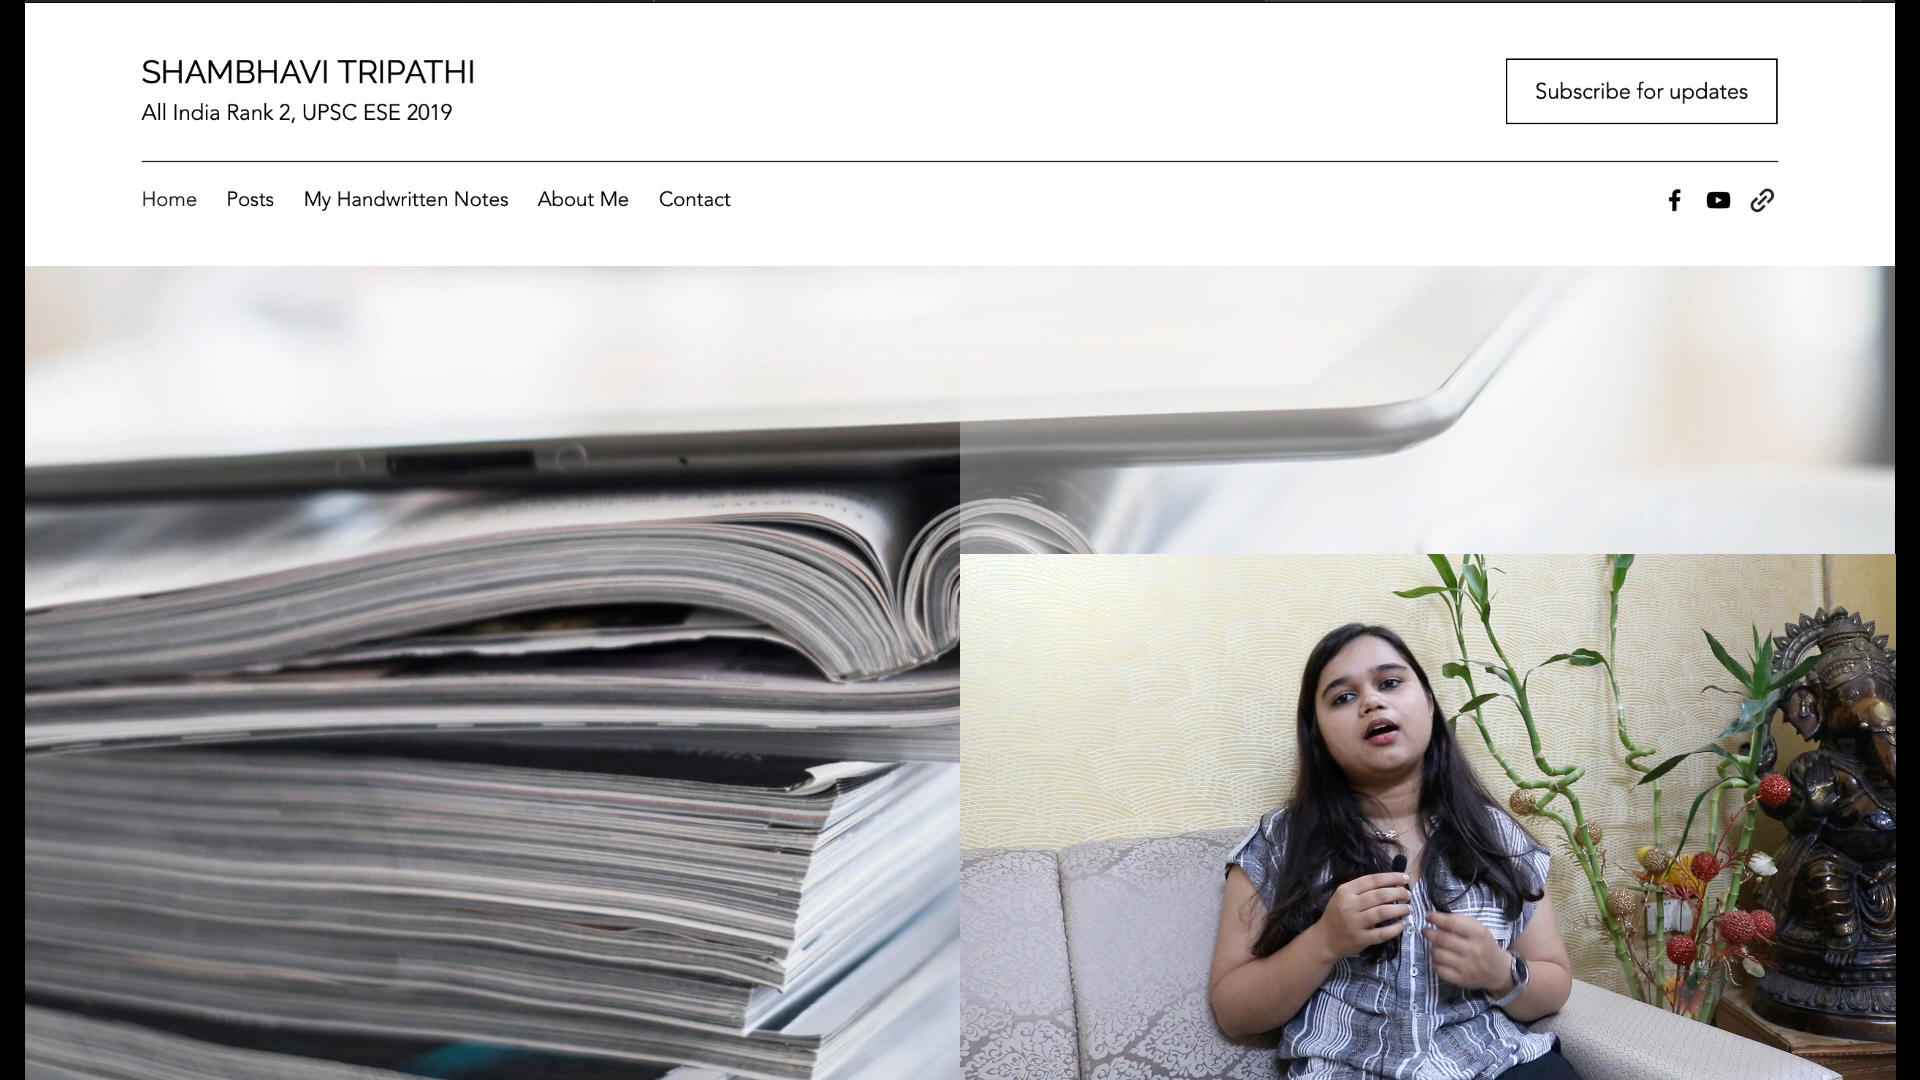 SHAMBHAVI TRIPATHI
All India Rank 2, UPSC ESE 2019
Subscribe for updates
Home Posts My Handwritten Notes About Me Contact